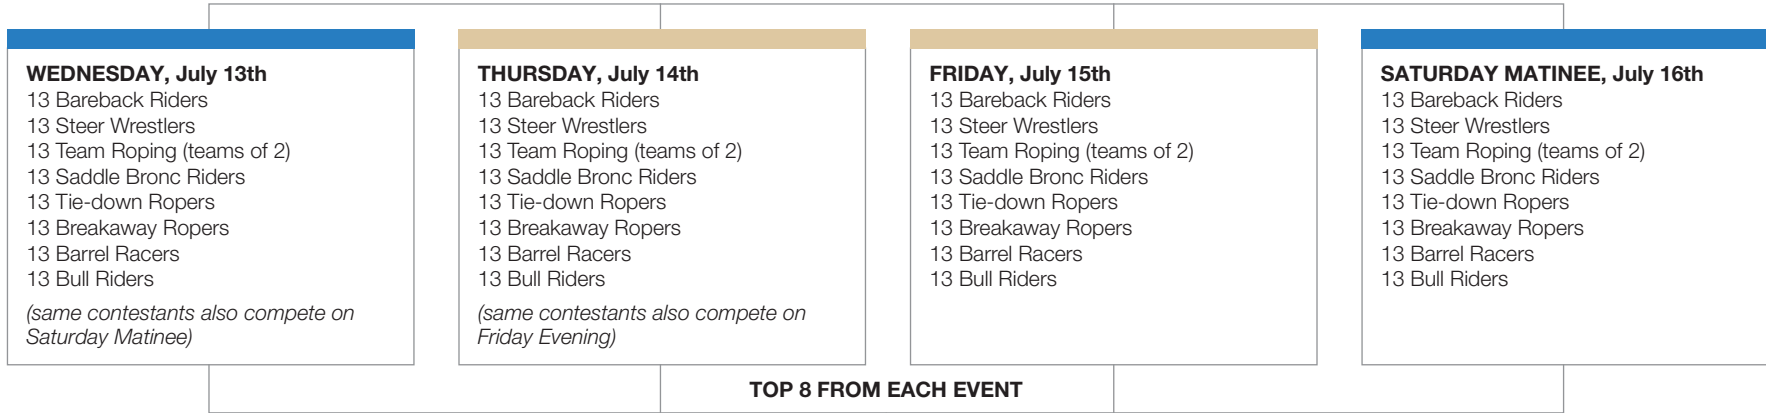 WEDNESDAY, July 13th
13 Bareback Riders
13 Steer Wrestlers
13 Team Roping (teams of 2)
13 Saddle Bronc Riders
13 Tie-down Ropers
13 Breakaway Ropers
13 Barrel Racers
13 Bull Riders
(same contestants also compete on
Saturday Matinee)
THURSDAY, July 14th
13 Bareback Riders
13 Steer Wrestlers
13 Team Roping (teams of 2)
13 Saddle Bronc Riders
13 Tie-down Ropers
13 Breakaway Ropers
13 Barrel Racers
13 Bull Riders
(same contestants also compete on
Friday Evening)
FRIDAY, July 15th
13 Bareback Riders
13 Steer Wrestlers
13 Team Roping (teams of 2)
13 Saddle Bronc Riders
13 Tie-down Ropers
13 Breakaway Ropers
13 Barrel Racers
13 Bull Riders
SATURDAY MATINEE, July 16th
13 Bareback Riders
13 Steer Wrestlers
13 Team Roping (teams of 2)
13 Saddle Bronc Riders
13 Tie-down Ropers
13 Breakaway Ropers
13 Barrel Racers
13 Bull Riders
TOP 8 FROM EACH EVENT